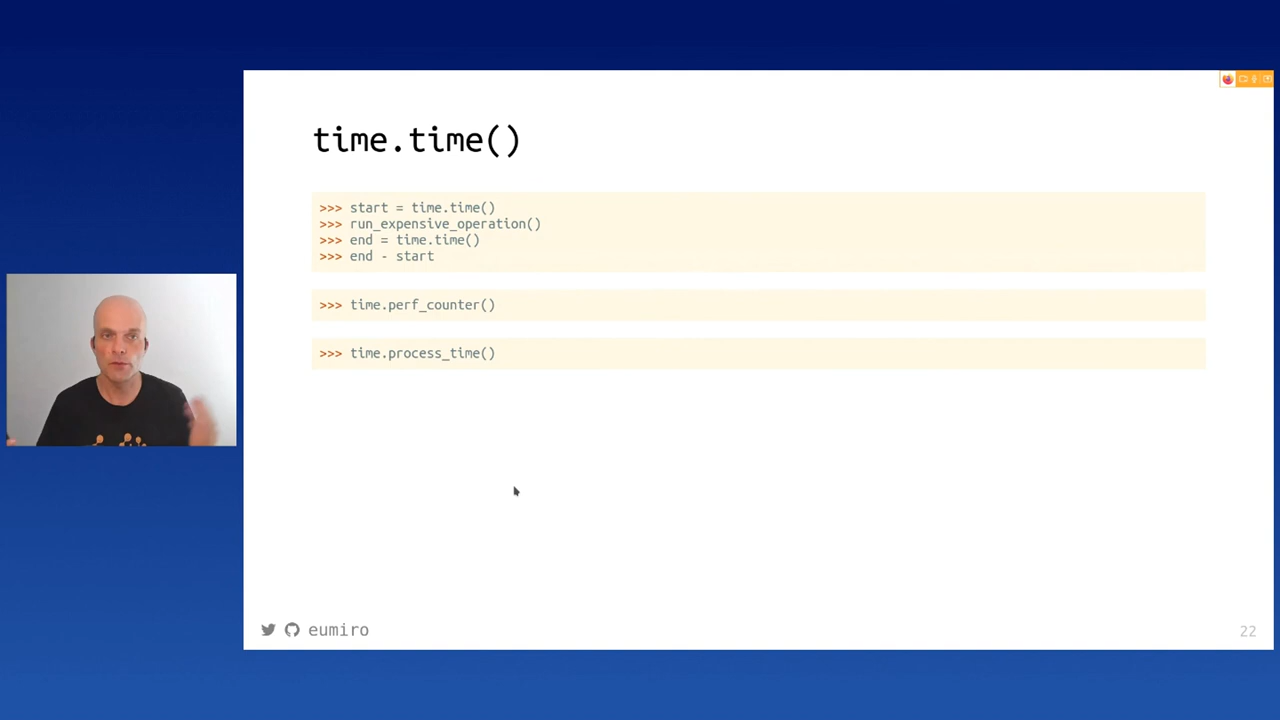 time.time()
>>> start = time.time()
>>> run_expensive_operation()
>>> end = time.time()
>>> end - start
>>> time.perf_counter()
>>> time.process_time()
eumiro
22